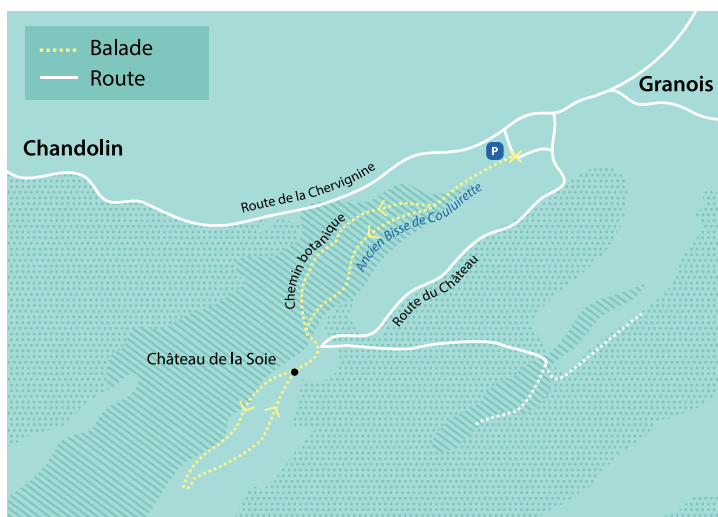 Balade
Route
Granois
Chandolin
P
Route de la Chervignine
Ancien Bisse de Couluirette
Chemin botanique
Route du Château
Château de la Soie